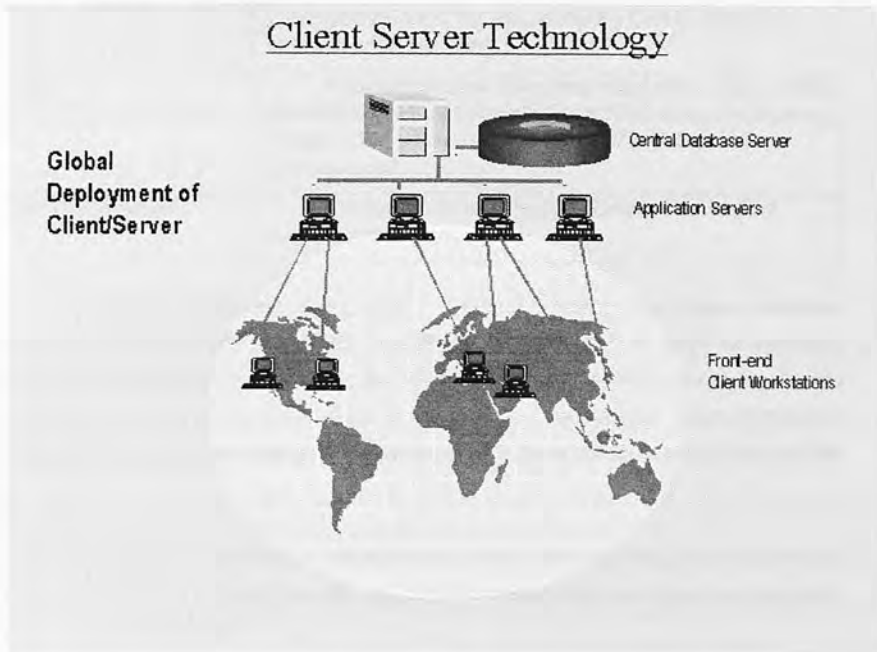 Client Server Technology
Central Database Server
Global
Deployment of
Client/Server
Application Servers
Front-end
Client Workstations